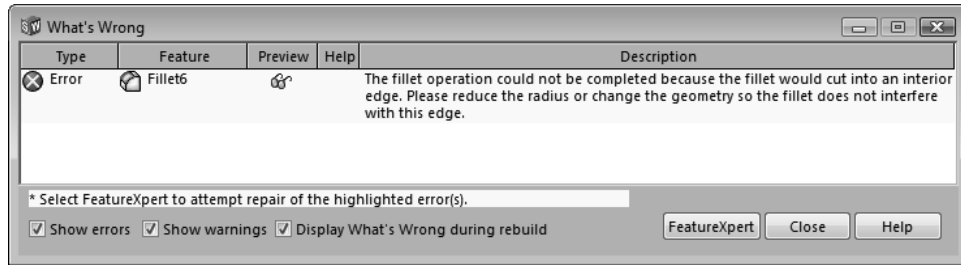 What's Wrong
Type Feature Preview Help Description
Error Fillet6 The fillet operation could not be completed because the fillet would cut into an interior
edge. Please reduce the radius or change the geometry so the fillet does not interfere
with this edge.
* Select FeatureXpert to attempt repair of the highlighted error(s).
Show errors Show warnings Display What's Wrong during rebuild FeatureXpert Close Help